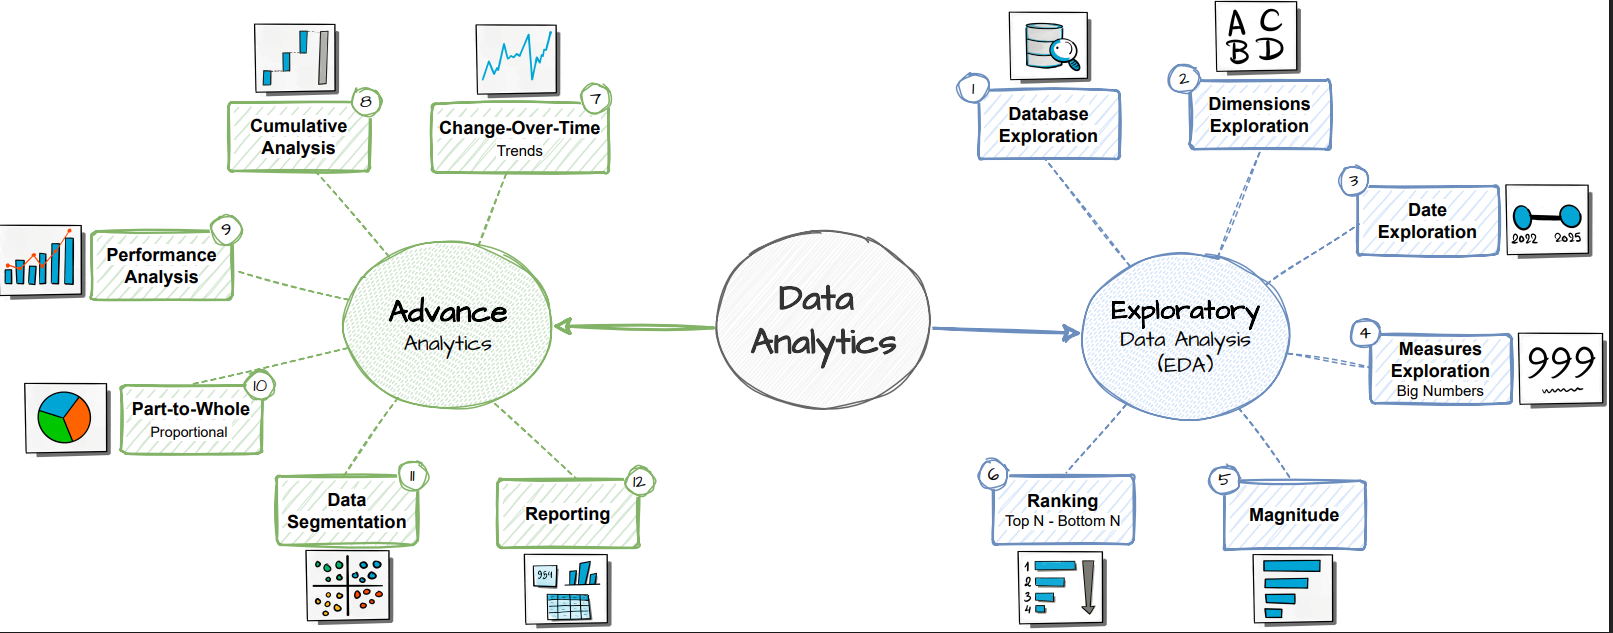 Data
Analytics
Exploratory
Data Analysis
(EDA)
1
Database
Exploration
2
Dimensions
Exploration
A C
B D
3
Date
Exploration
2022 2025
4
Measures
Exploration
Big Numbers
999
5
Magnitude
6
Ranking
Top N - Bottom N
1
2
3
4
Advance
Analytics
7
Change-Over-Time
Trends
8
Cumulative
Analysis
9
Performance
Analysis
10
Part-to-Whole
Proportional
11
Data
Segmentation
12
Reporting
954